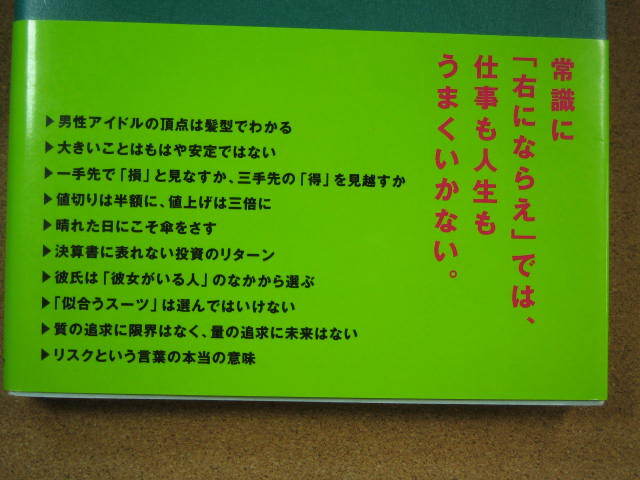 常識に
「右にならえ」では、
仕事も人生も
うまくいかない。
▶男性アイドルの頂点は髪型でわかる
▶大きいことはもはや安定ではない
▶一手先で「損」と見なすか、三手先の「得」を見越すか
▶値切りは半額に、値上げは三倍に
▶晴れた日にこそ傘をさす
▶決算書に表れない投資のリターン
▶彼氏は「彼女がいる人」のなかから選ぶ
▶「似合うスーツ」は選んではいけない
▶質の追求に限界はなく、量の追求に未来はない
▶リスクという言葉の本当の意味